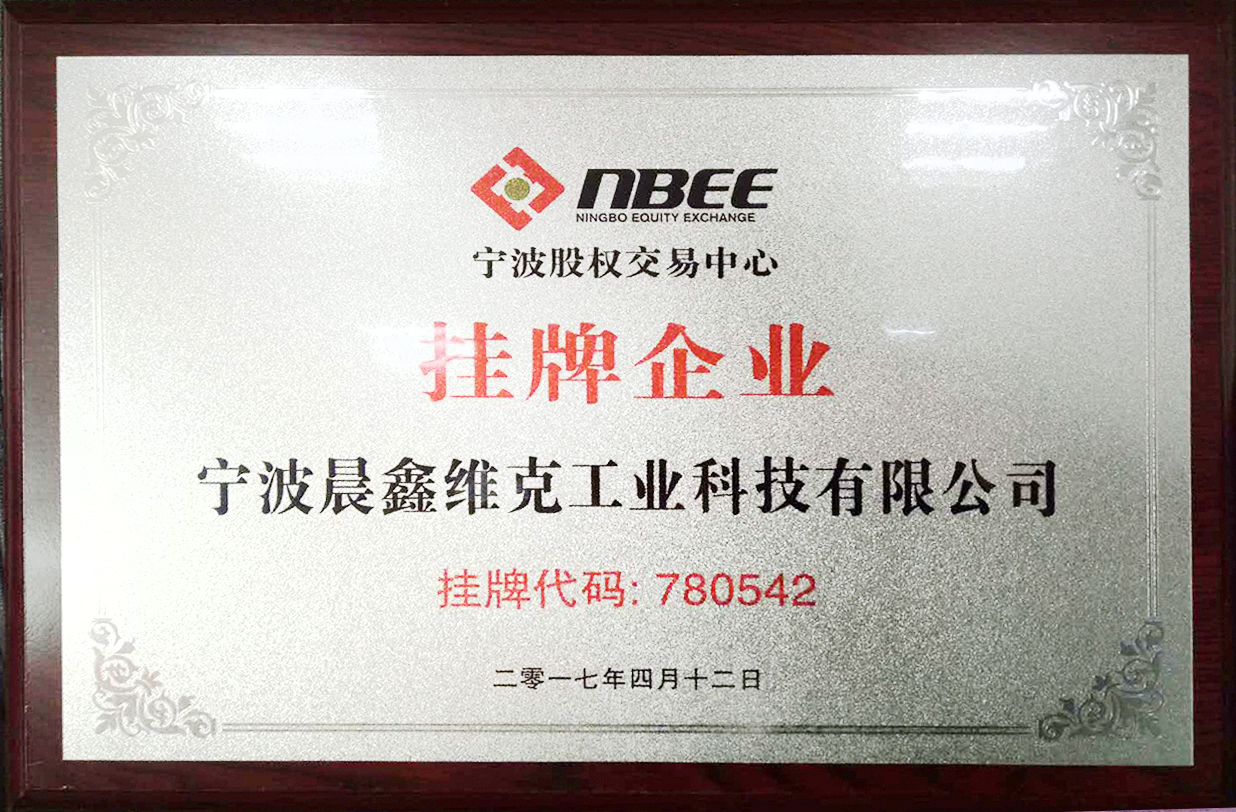 NBEE
NINGBO EQUITY EXCHANGE
宁波股权交易中心
挂牌企业
宁波晨鑫维克工业科技有限公司
挂牌代码: 780542
二零一七年四月十二日